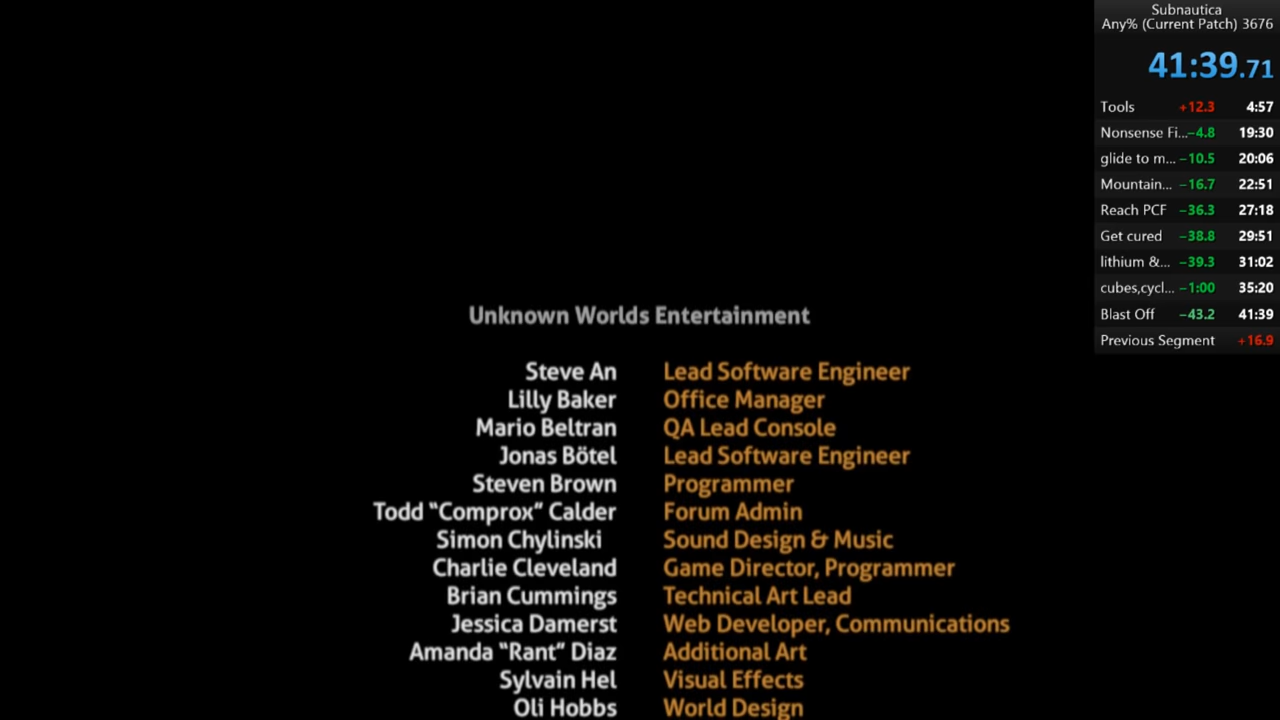 Subnautica
Any% (Current Patch) 3676
41:39.71
Tools +12.3 4:57
Nonsense Fi... -4.8 19:30
glide to m... -10.5 20:06
Mountain... -16.7 22:51
Reach PCF -36.3 27:18
Get cured -38.8 29:51
lithium &... -39.3 31:02
cubes,cycl... -1:00 35:20
Blast Off -43.2 41:39
Previous Segment +16.9
Unknown Worlds Entertainment
Steve An Lead Software Engineer
Lilly Baker Office Manager
Mario Beltran QA Lead Console
Jonas Bötel Lead Software Engineer
Steven Brown Programmer
Todd “Comprox” Calder Forum Admin
Simon Chylinski Sound Design & Music
Charlie Cleveland Game Director, Programmer
Brian Cummings Technical Art Lead
Jessica Damerst Web Developer, Communications
Amanda “Rant” Diaz Additional Art
Sylvain Hel Visual Effects
Oli Hobbs World Design